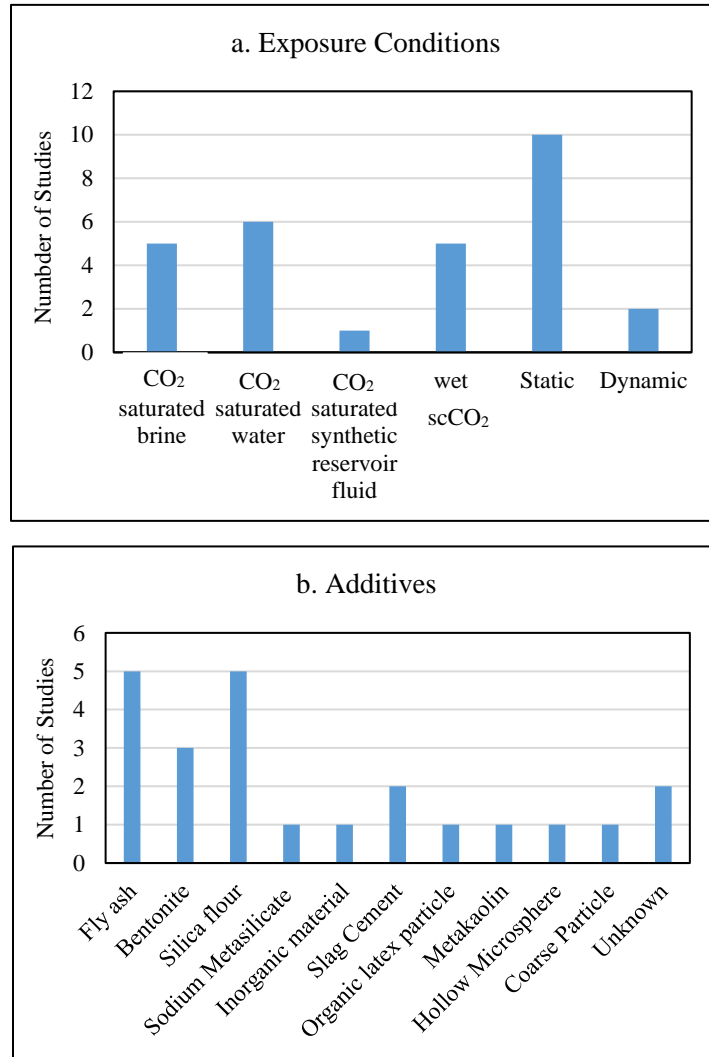 a. Exposure Conditions
12
10
8
6
4
2
0
Numbder of Studies
CO₂ saturated brine
CO₂ saturated water
CO₂ saturated synthetic reservoir fluid
wet scCO₂
Static
Dynamic
b. Additives
6
5
4
3
2
1
0
Number of Studies
Fly ash
Bentonite
Silica flour
Sodium Metasilicate
Inorganic material
Slag Cement
Organic latex particle
Metakaolin
Hollow Microsphere
Coarse Particle
Unknown